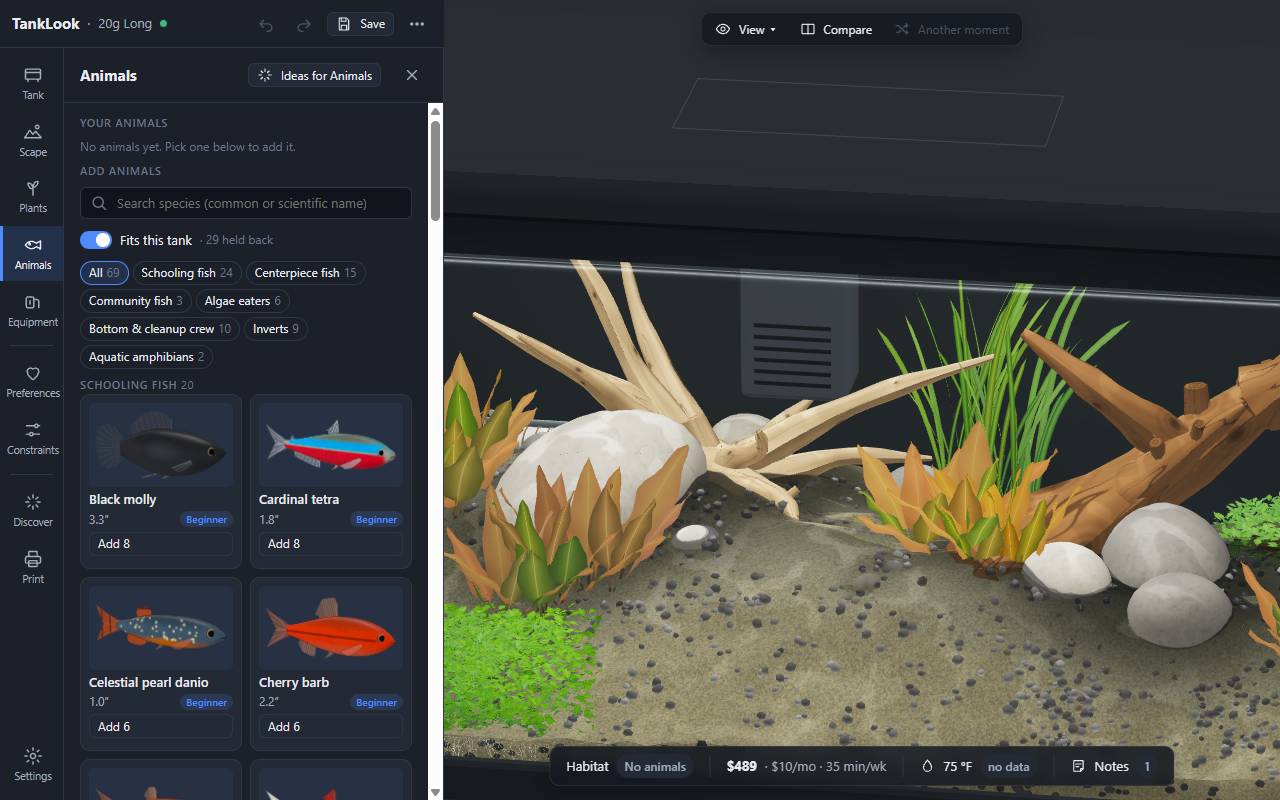 TankLook · 20g Long
Save
View
Compare
Another moment
Tank
Scape
Plants
Animals
Equipment
Preferences
Constraints
Discover
Print
Settings
Animals
Ideas for Animals
YOUR ANIMALS
No animals yet. Pick one below to add it.
ADD ANIMALS
Search species (common or scientific name)
Fits this tank · 29 held back
All 69
Schooling fish 24
Centerpiece fish 15
Community fish 3
Algae eaters 6
Bottom & cleanup crew 10
Inverts 9
Aquatic amphibians 2
SCHOOLING FISH 20
Black molly
3.3″
Beginner
Add 8
Cardinal tetra
1.8″
Beginner
Add 8
Celestial pearl danio
1.0″
Beginner
Add 6
Cherry barb
2.2″
Beginner
Add 6
Habitat
No animals
$489 · $10/mo · 35 min/wk
75 °F
no data
Notes
1